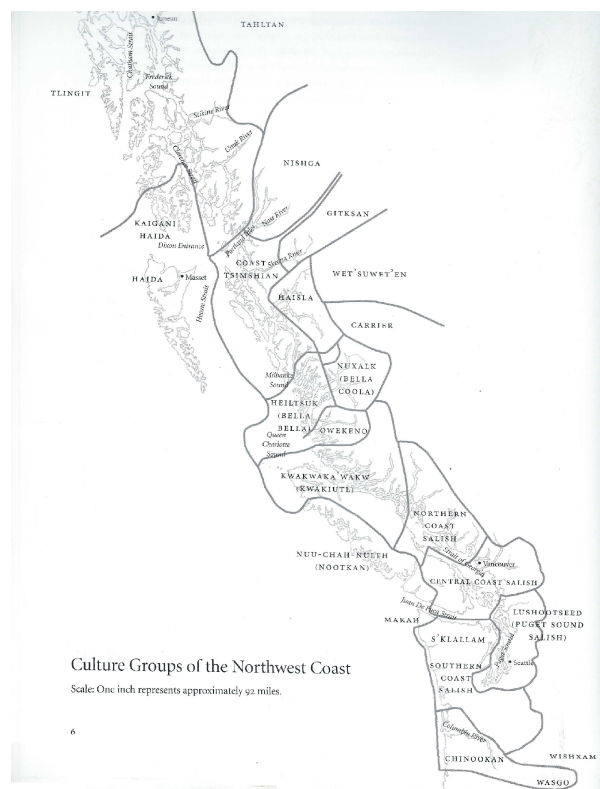 Juneau
TAHLTAN
Chatham Strait
Frederick
Sound
TLINGIT
Stikine River
Unuk River
Clarence Strait
NISHGA
Nass River
GITKSAN
KAIGANI
HAIDA
Dixon Entrance
Portland Inlet
Skeena River
COAST
TSIMSHIAN
WET'SUWET'EN
HAIDA
Masset
Hecate Strait
HAISLA
CARRIER
NUXALK
(BELLA
COOLA)
Milbanke
Sound
HEILTSUK
(BELLA
BELLA)
OWEKENO
Queen
Charlotte
Sound
KWAKWAKA'WAKW
(KWAKIUTL)
NORTHERN
COAST
SALISH
NUU-CHAH-NULTH
(NOOTKAN)
Strait of Georgia
Vancouver
CENTRAL COAST SALISH
Juan De Fuca Strait
MAKAH
LUSHOOTSEED
(PUGET SOUND
SALISH)
S'KLALLAM
Puget Sound
Seattle
SOUTHERN
COAST
SALISH
Culture Groups of the Northwest Coast
Scale: One inch represents approximately 92 miles.
6
Columbia River
CHINOOKAN
WISHXAM
WASGO